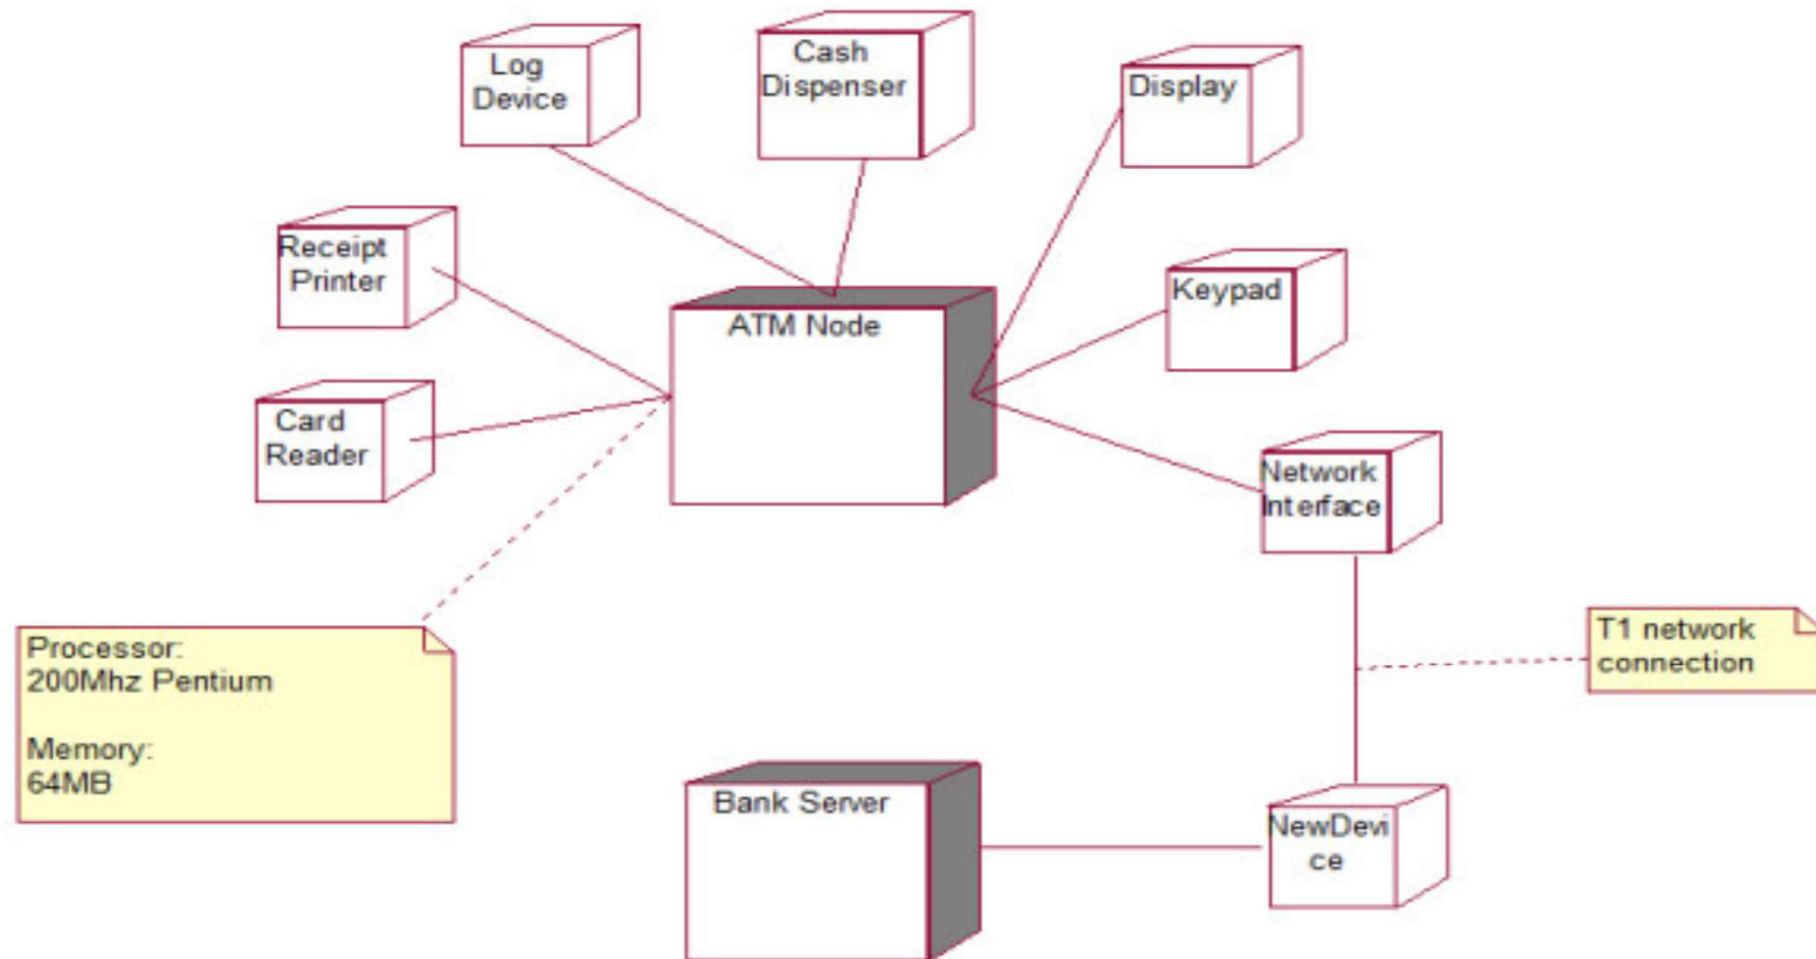 Log
Device
Cash
Dispenser
Display
Receipt
Printer
ATM Node
Keypad
Card
Reader
Network
Interface
Processor:
200Mhz Pentium
Memory:
64MB
T1 network
connection
Bank Server
NewDevi
ce